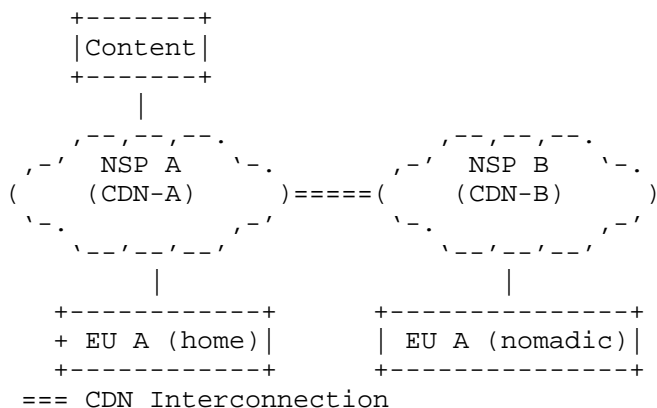 Content
NSP A NSP B
(CDN-A) ===== (CDN-B)
EU A (home) EU A (nomadic)
=== CDN Interconnection